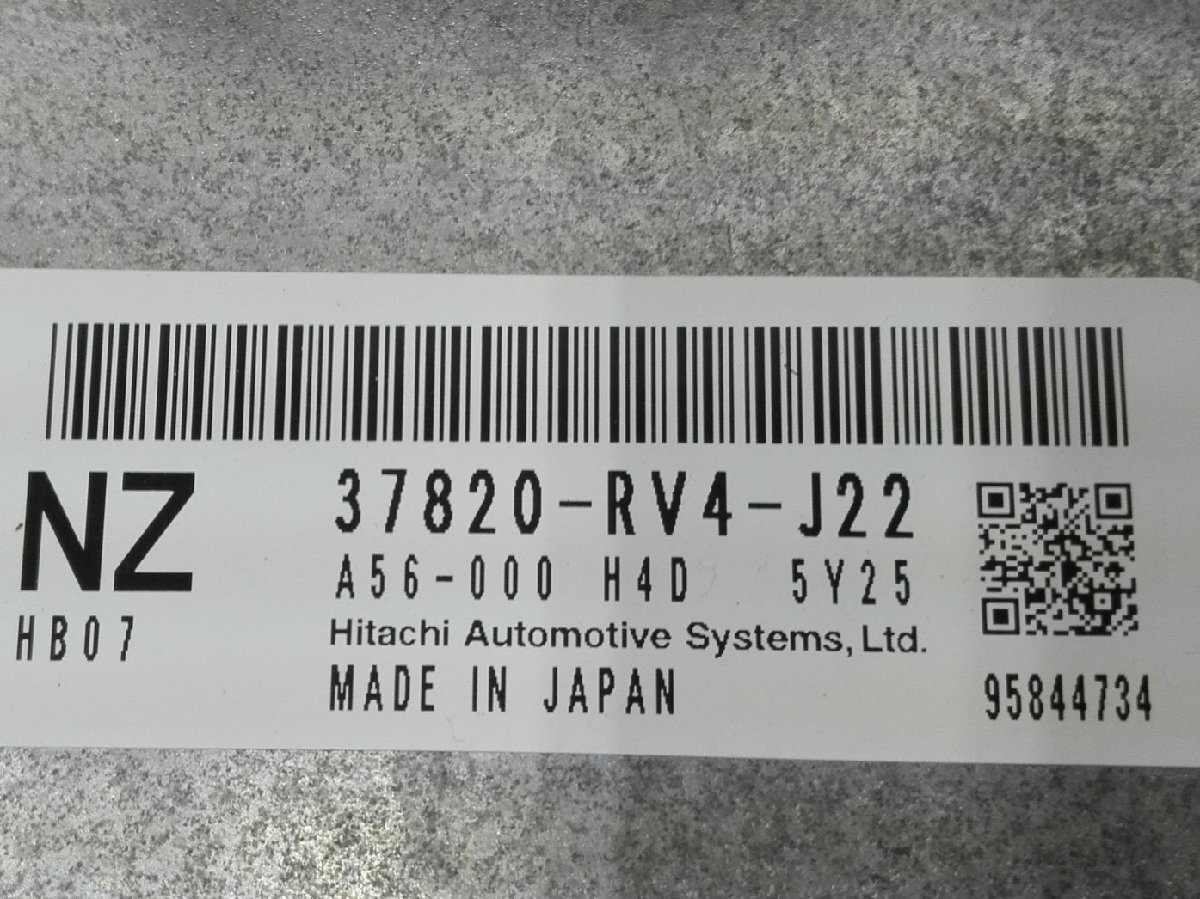 NZ
37820-RV4-J22
A56-000 H4D 5Y25
HB07
Hitachi Automotive Systems, Ltd.
MADE IN JAPAN
95844734